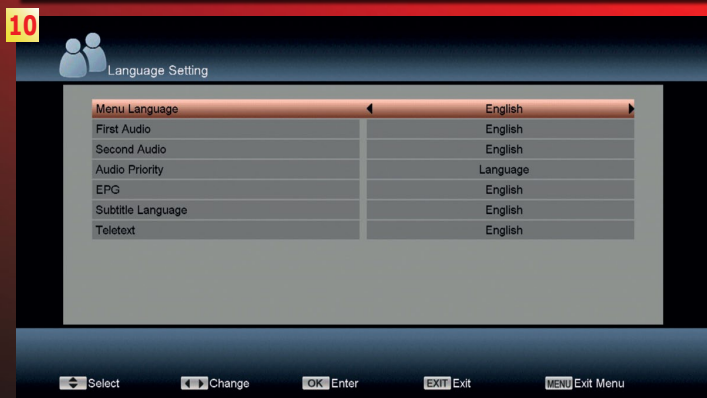 10
Language Setting
Menu Language English
First Audio English
Second Audio English
Audio Priority Language
EPG English
Subtitle Language English
Teletext English
Select Change OK Enter EXIT Exit MENU Exit Menu